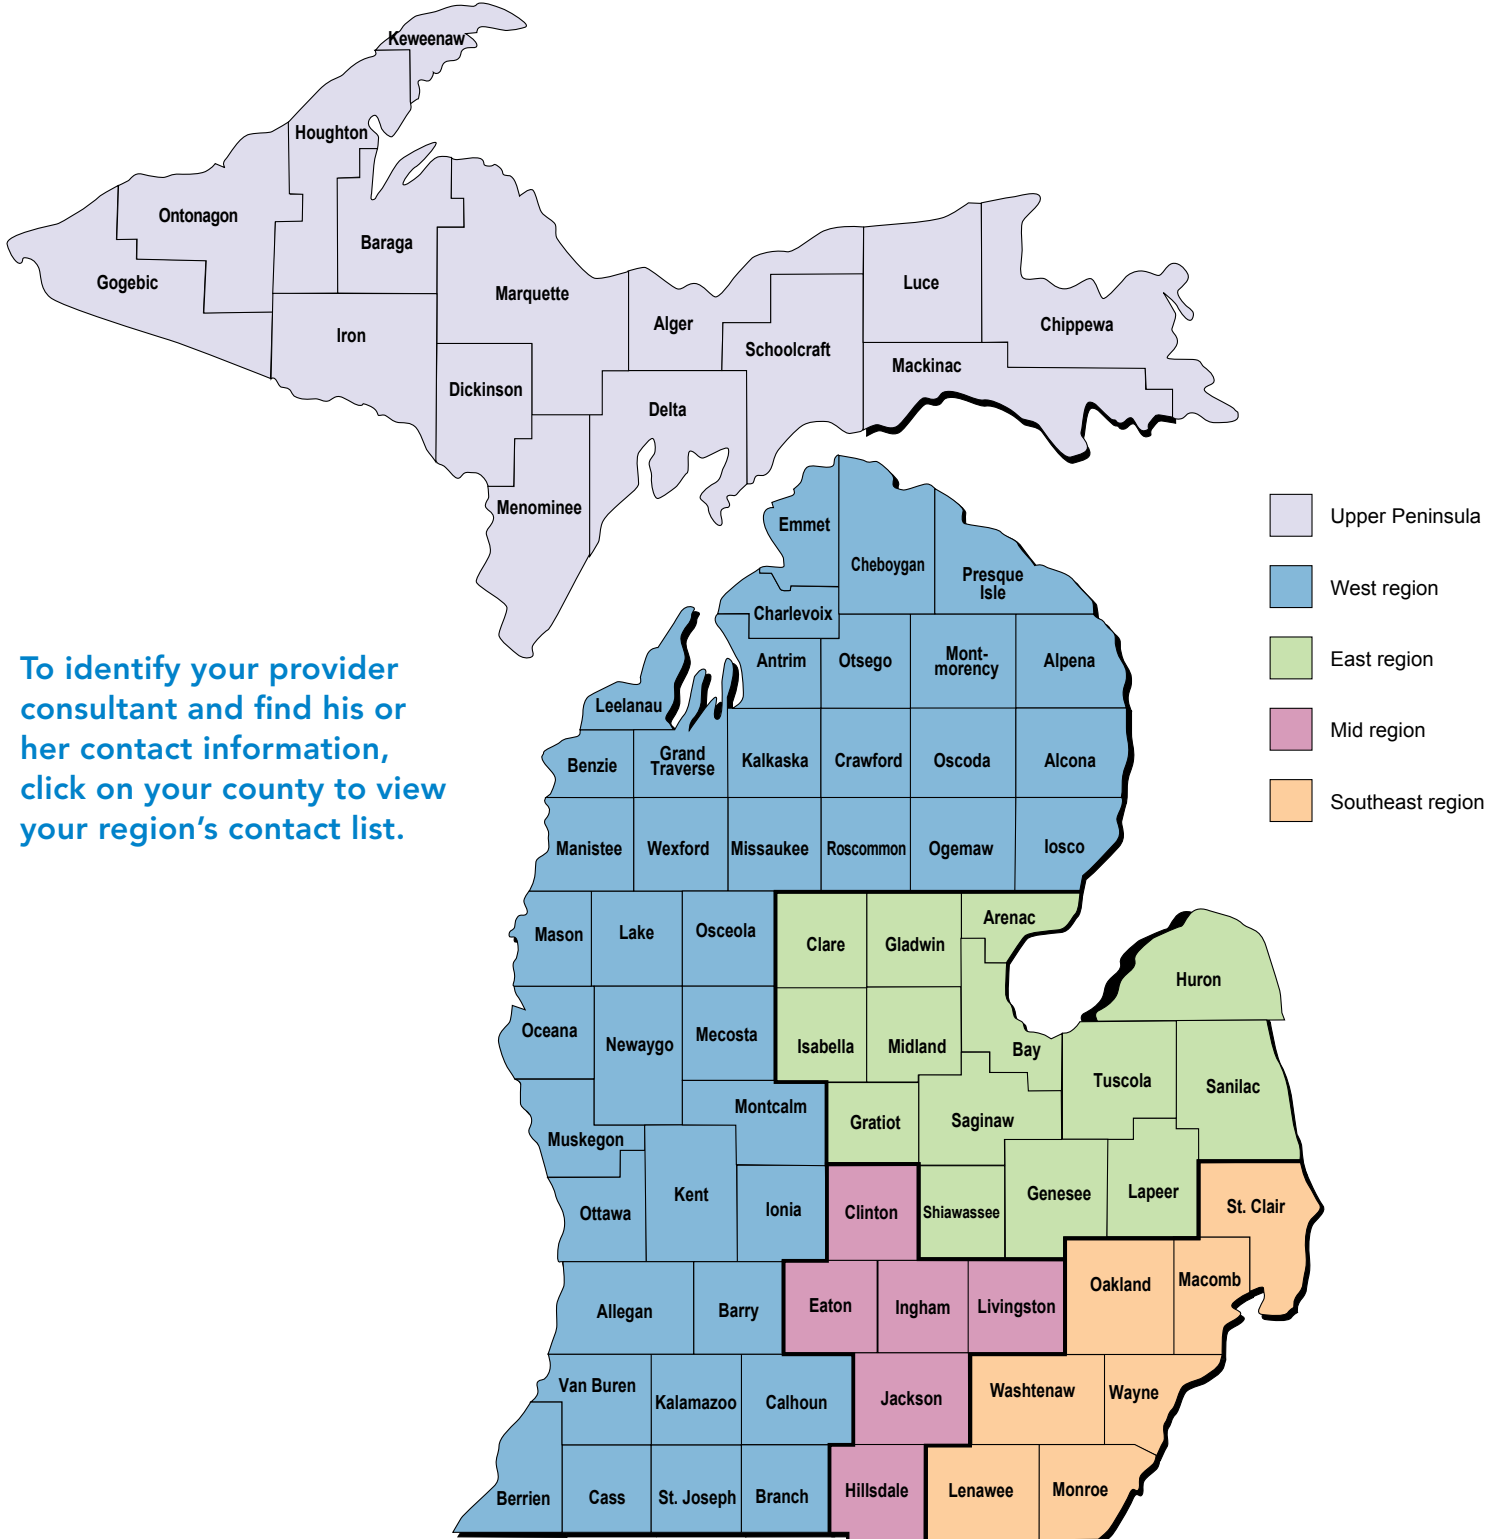 Keweenaw
Houghton
Ontonagon
Baraga
Gogebic
Marquette
Luce
Iron
Alger
Chippewa
Schoolcraft
Mackinac
Dickinson
Delta
Menominee
Upper Peninsula
West region
East region
Mid region
Southeast region
Emmet
Cheboygan
Presque
Isle
Charlevoix
To identify your provider
consultant and find his or
her contact information,
click on your county to view
your region's contact list.
Antrim
Otsego
Mont-
morency
Alpena
Leelanau
Benzie
Grand
Traverse
Kalkaska
Crawford
Oscoda
Alcona
Manistee
Wexford
Missaukee
Roscommon
Ogemaw
Iosco
Mason
Lake
Osceola
Clare
Gladwin
Arenac
Huron
Oceana
Newaygo
Mecosta
Isabella
Midland
Bay
Tuscola
Sanilac
Montcalm
Gratiot
Saginaw
Muskegon
Kent
Ionia
Ottawa
Clinton
Shiawassee
Genesee
Lapeer
St. Clair
Allegan
Barry
Eaton
Ingham
Livingston
Oakland
Macomb
Van Buren
Kalamazoo
Calhoun
Jackson
Washtenaw
Wayne
Berrien
Cass
St. Joseph
Branch
Hillsdale
Lenawee
Monroe